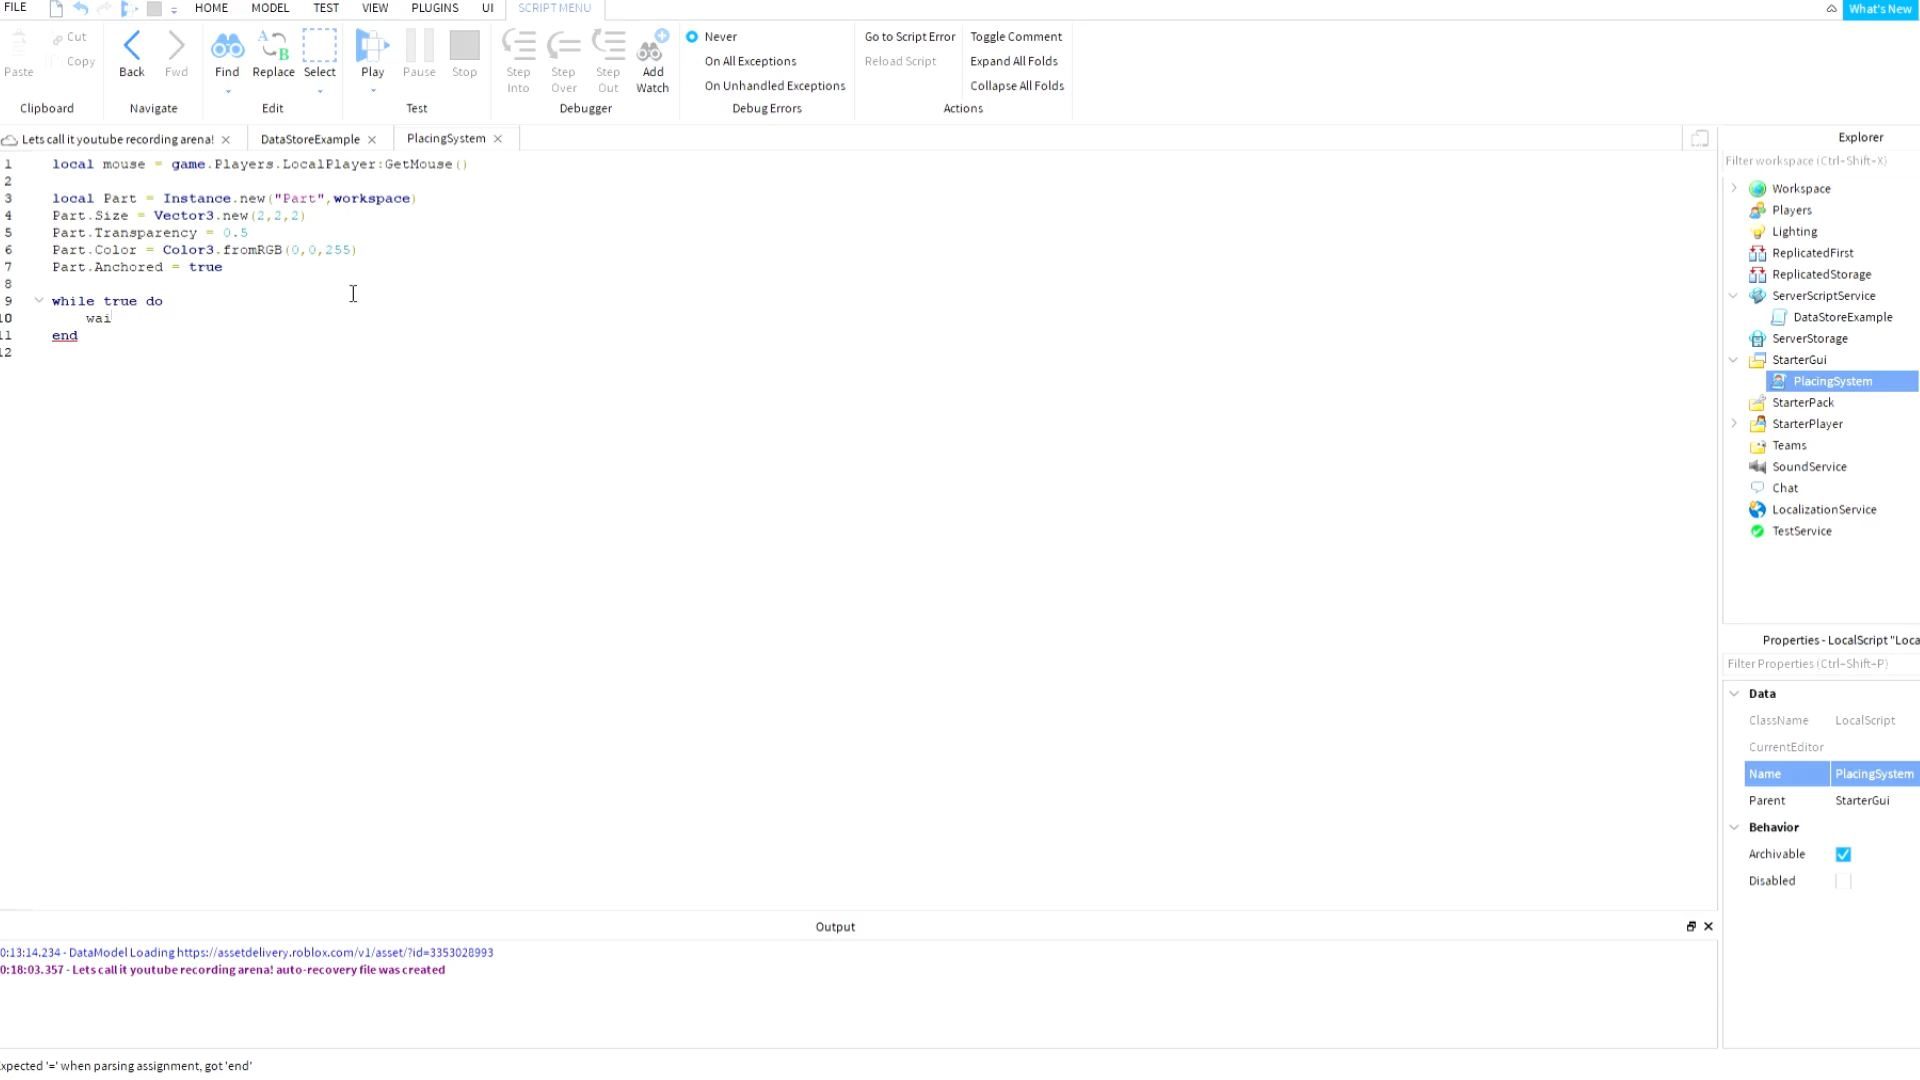 FILE HOME MODEL TEST VIEW PLUGINS UI SCRIPT MENU What's New
Paste Cut Copy
Clipboard
Back Fwd
Navigate
Find Replace Select
Edit
Play Pause Stop
Test
Step Into Step Over Step Out Add Watch
Debugger
Never
On All Exceptions
On Unhandled Exceptions
Debug Errors
Go to Script Error Toggle Comment
Reload Script Expand All Folds
Collapse All Folds
Actions
Lets call it youtube recording arena! DataStoreExample PlacingSystem
1 local mouse = game.Players.LocalPlayer:GetMouse()
2
3 local Part = Instance.new("Part",workspace)
4 Part.Size = Vector3.new(2,2,2)
5 Part.Transparency = 0.5
6 Part.Color = Color3.fromRGB(0,0,255)
7 Part.Anchored = true
8
9 while true do
10 wai
11 end
12
Explorer
Filter workspace (Ctrl+Shift+X)
Workspace
Players
Lighting
ReplicatedFirst
ReplicatedStorage
ServerScriptService
DataStoreExample
ServerStorage
StarterGui
PlacingSystem
StarterPack
StarterPlayer
Teams
SoundService
Chat
LocalizationService
TestService
Properties - LocalScript "Loca
Filter Properties (Ctrl+Shift+P)
Data
ClassName LocalScript
CurrentEditor
Name PlacingSystem
Parent StarterGui
Behavior
Archivable
Disabled
Output
0:13:14.234 - DataModel Loading https://assetdelivery.roblox.com/v1/asset/?id=3353028993
0:18:03.357 - Lets call it youtube recording arena! auto-recovery file was created
xpected '=' when parsing assignment, got 'end'